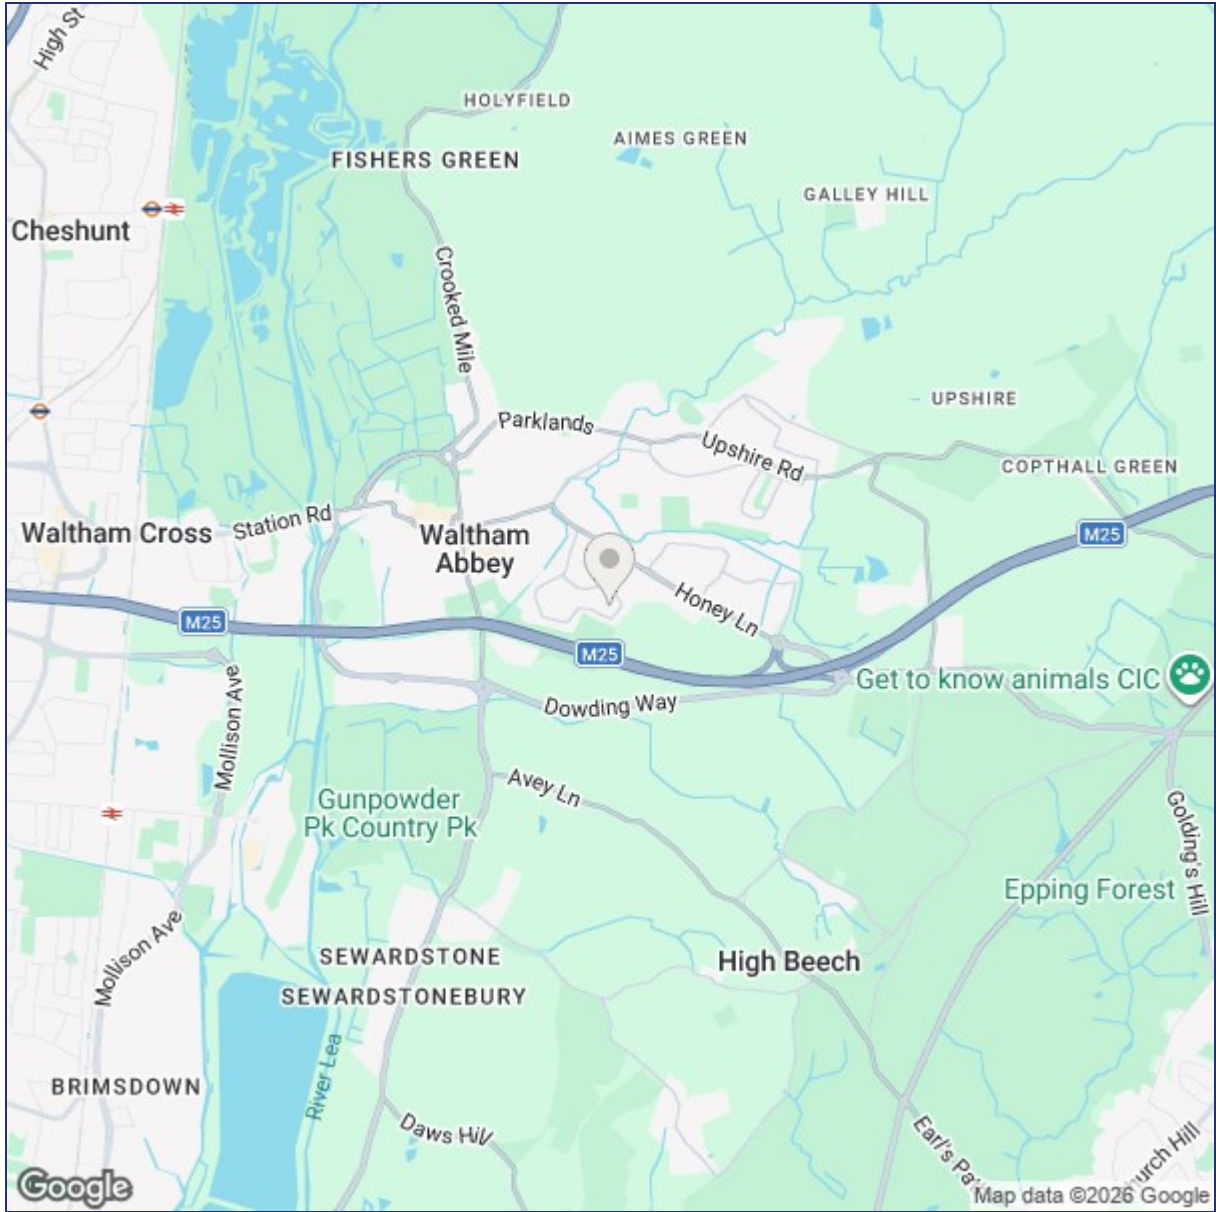 High St
HOLYFIELD
AIMES GREEN
FISHERS GREEN
GALLEY HILL
Cheshunt
Crooked Mile
UPSHIRE
Parklands
Upshire Rd
COPTHALL GREEN
Station Rd
Waltham Cross
Waltham
Abbey
M25
Honey Ln
M25
M25
Get to know animals CIC
Mollison Ave
Dowding Way
Avey Ln
Gunpowder
Pk Country Pk
Golding's Hill
Epping Forest
Mollison Ave
SEWARDSTONE
High Beech
SEWARDSTONEBURY
River Lea
BRIMSDOWN
Daws Hil
Earl's Pa
hurch Hill
Google
Map data ©2026 Google